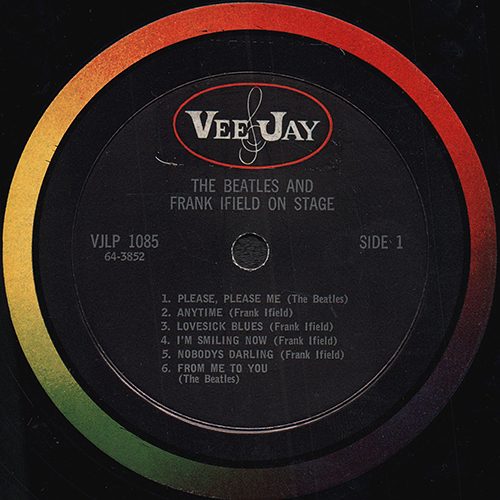 VEE JAY
THE BEATLES AND
FRANK IFIELD ON STAGE
VJLP 1085
64-3852
SIDE 1
1. PLEASE, PLEASE ME (The Beatles)
2. ANYTIME (Frank Ifield)
3. LOVESICK BLUES (Frank Ifield)
4. I'M SMILING NOW (Frank Ifield)
5. NOBODYS DARLING (Frank Ifield)
6. FROM ME TO YOU
(The Beatles)